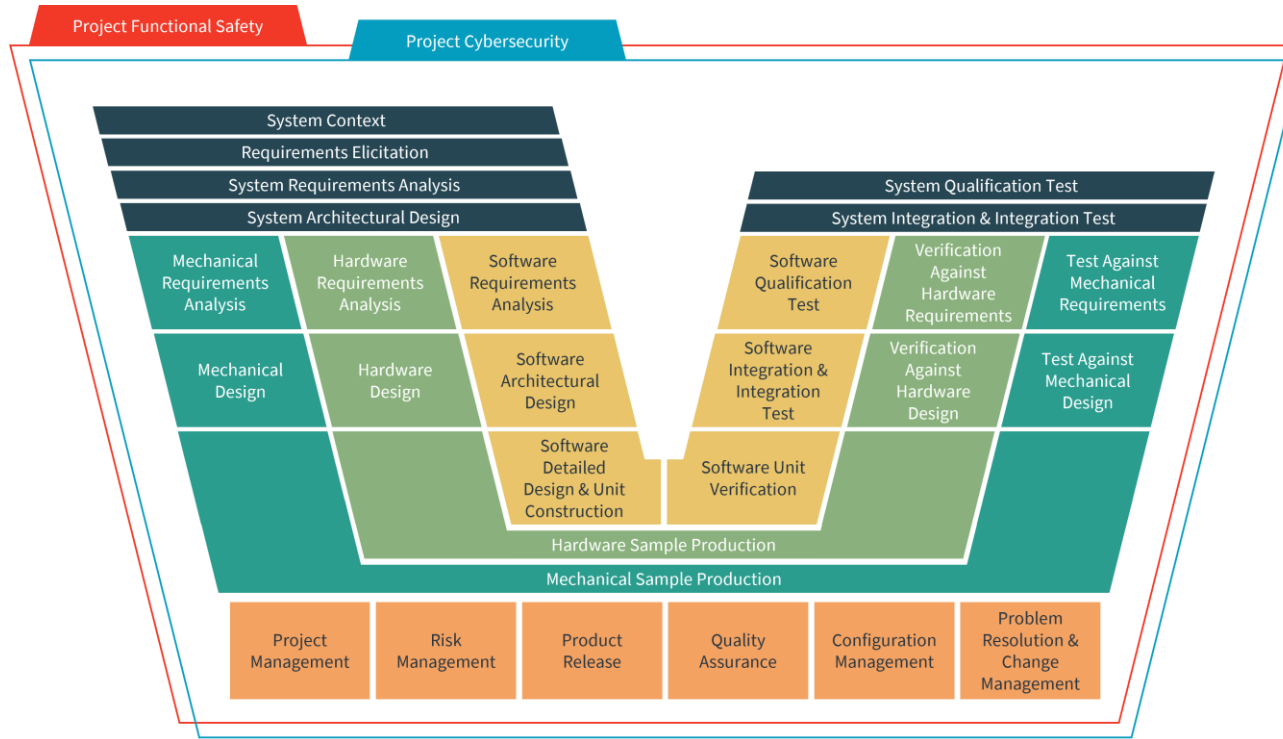 Project Functional Safety
Project Cybersecurity
System Context
Requirements Elicitation
System Requirements Analysis
System Architectural Design
System Qualification Test
System Integration & Integration Test
Mechanical
Requirements
Analysis
Hardware
Requirements
Analysis
Software
Requirements
Analysis
Software
Qualification
Test
Verification
Against
Hardware
Requirements
Test Against
Mechanical
Requirements
Mechanical
Design
Hardware
Design
Software
Architectural
Design
Software
Integration &
Integration
Test
Verification
Against
Hardware
Design
Test Against
Mechanical
Design
Software
Detailed
Design & Unit
Construction
Software Unit
Verification
Hardware Sample Production
Mechanical Sample Production
Project
Management
Risk
Management
Product
Release
Quality
Assurance
Configuration
Management
Problem
Resolution &
Change
Management